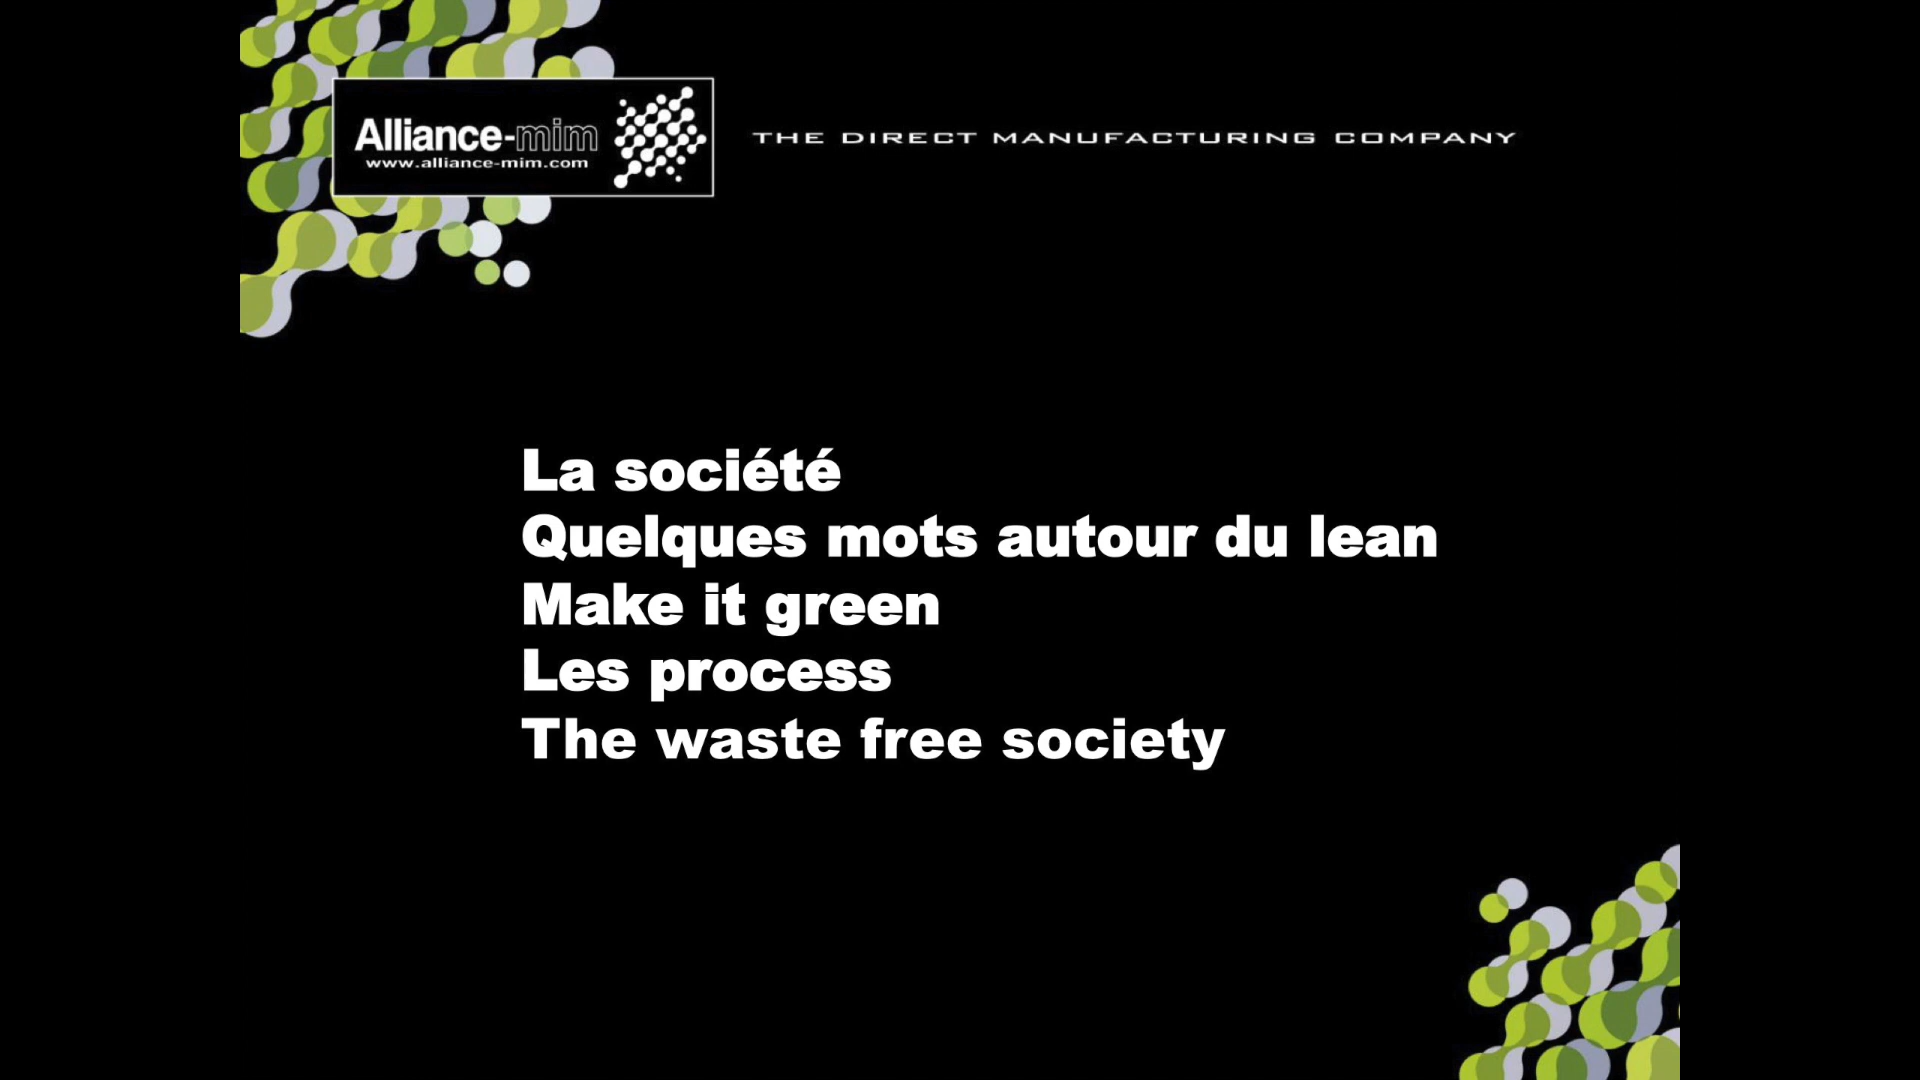 Alliance-mim
www.alliance-mim.com
THE DIRECT MANUFACTURING COMPANY
La société
Quelques mots autour du lean
Make it green
Les process
The waste free society